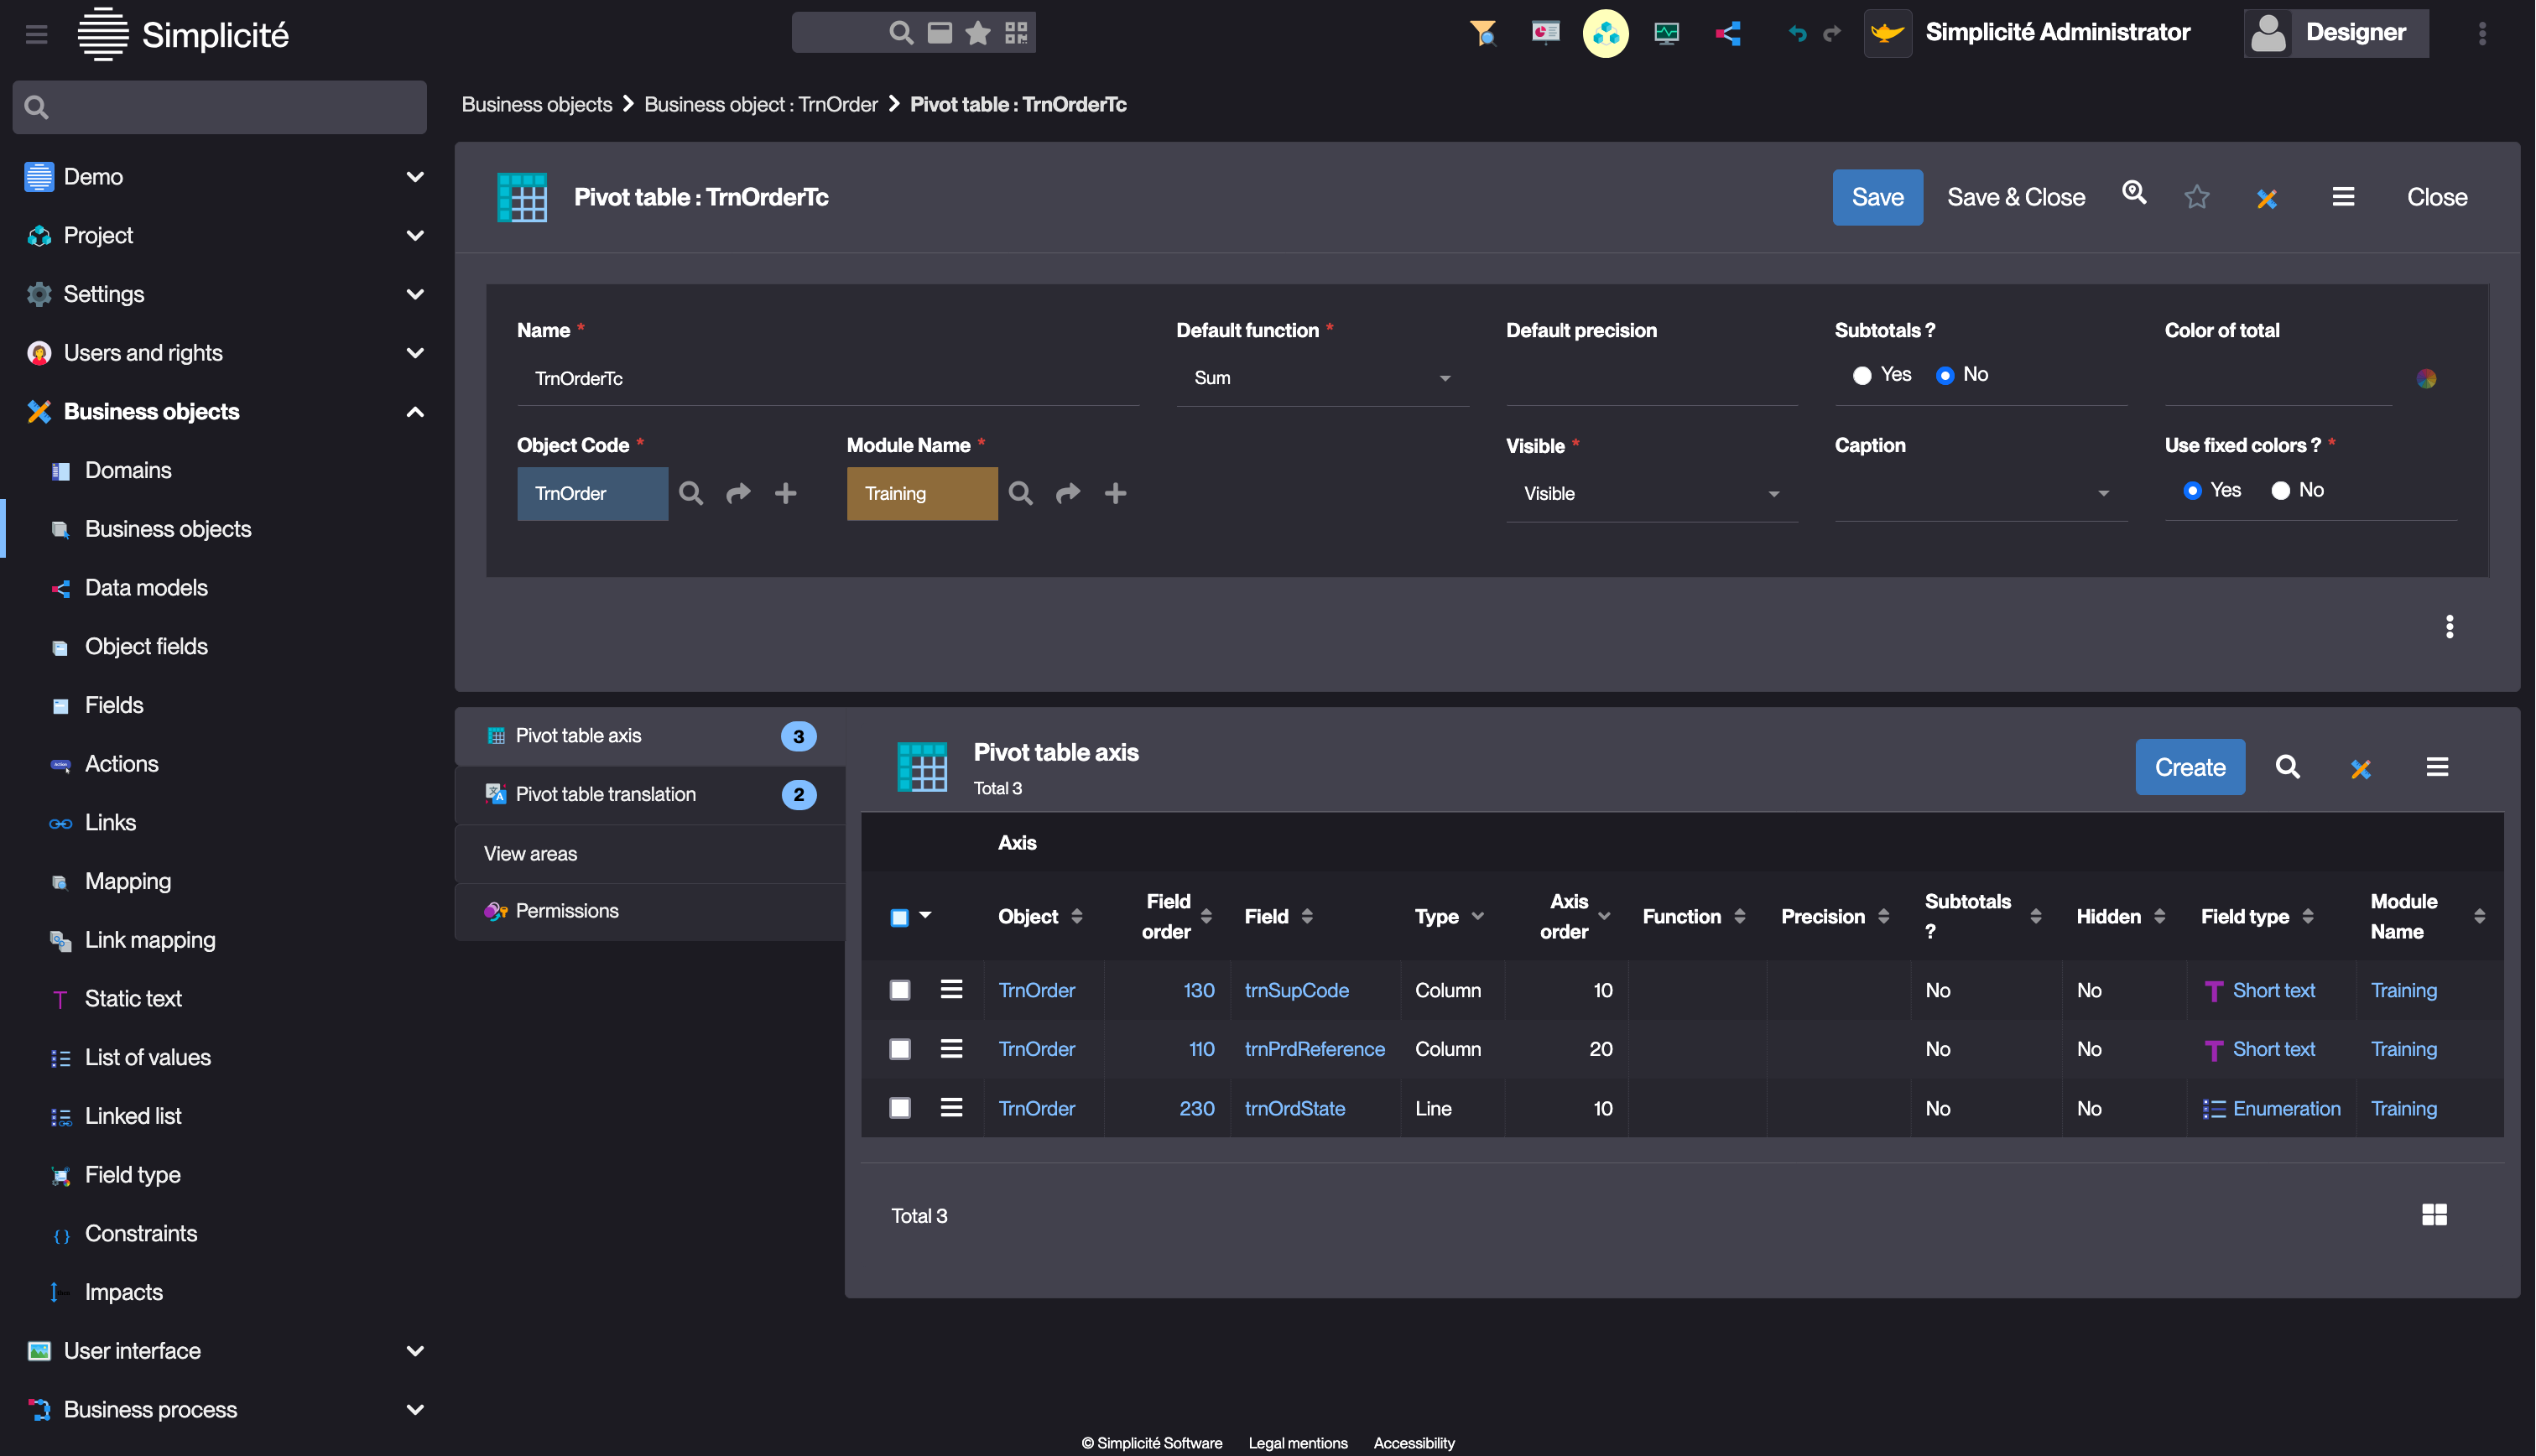 Simplicité
Simplicité Administrator
Designer
Business objects
Business object : TrnOrder
Pivot table : TrnOrderTc
Demo
Project
Settings
Users and rights
Business objects
Domains
Business objects
Data models
Object fields
Fields
Actions
Links
Mapping
Link mapping
Static text
List of values
Linked list
Field type
Constraints
Impacts
User interface
Business process
Pivot table : TrnOrderTc
Save
Save & Close
Close
Name *
TrnOrderTc
Default function *
Sum
Default precision
Subtotals ?
Yes No
Color of total
Object Code *
TrnOrder
Module Name *
Training
Visible *
Visible
Caption
Use fixed colors ? *
Yes No
Pivot table axis 3
Pivot table translation 2
View areas
Permissions
Pivot table axis
Total 3
Create
Axis
Object Field order Field Type Axis order Function Precision Subtotals ? Hidden Field type Module Name
TrnOrder 130 trnSupCode Column 10 No No Short text Training
TrnOrder 110 trnPrdReference Column 20 No No Short text Training
TrnOrder 230 trnOrdState Line 10 No No Enumeration Training
Total 3
© Simplicité Software Legal mentions Accessibility